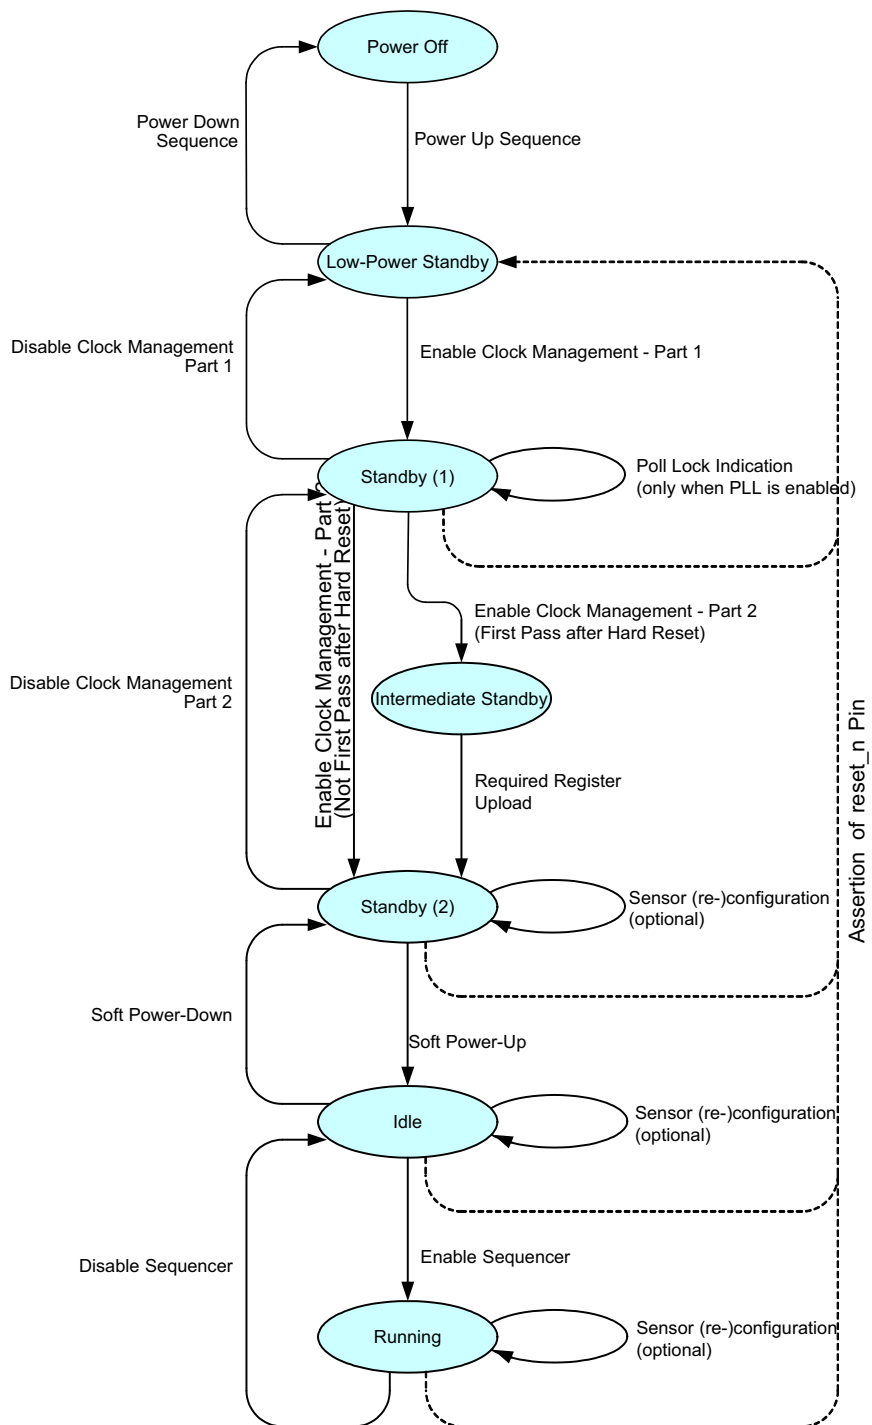 Power Off
Power Down
Sequence
Power Up Sequence
Low-Power Standby
Disable Clock Management
Part 1
Enable Clock Management - Part 1
Standby (1)
Poll Lock Indication
(only when PLL is enabled)
Enable Clock Management - Part
(Not First Pass after Hard Reset)
Enable Clock Management - Part 2
(First Pass after Hard Reset)
Disable Clock Management
Part 2
Intermediate Standby
Required Register
Upload
Assertion of reset_n Pin
Standby (2)
Sensor (re-)configuration
(optional)
Soft Power-Down
Soft Power-Up
Idle
Sensor (re-)configuration
(optional)
Disable Sequencer
Enable Sequencer
Running
Sensor (re-)configuration
(optional)